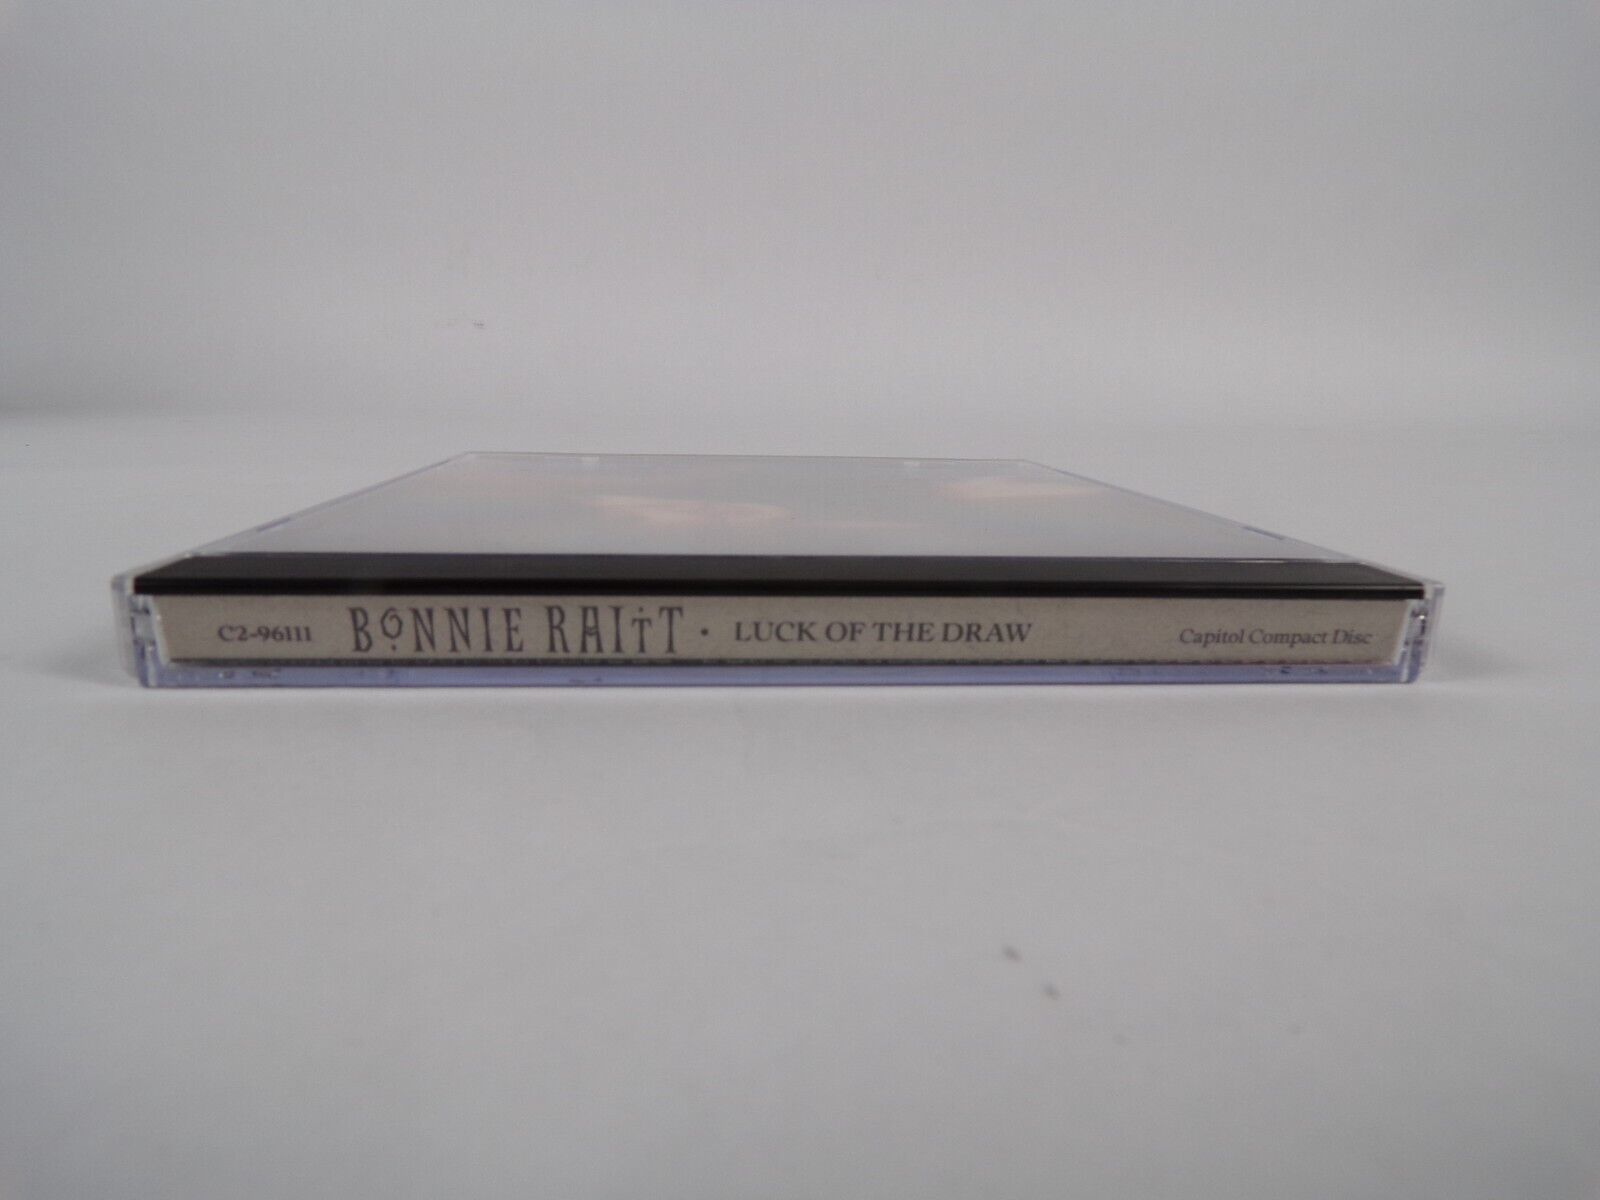 C2-96111 BONNIE RAITT • LUCK OF THE DRAW Capitol Compact Disc